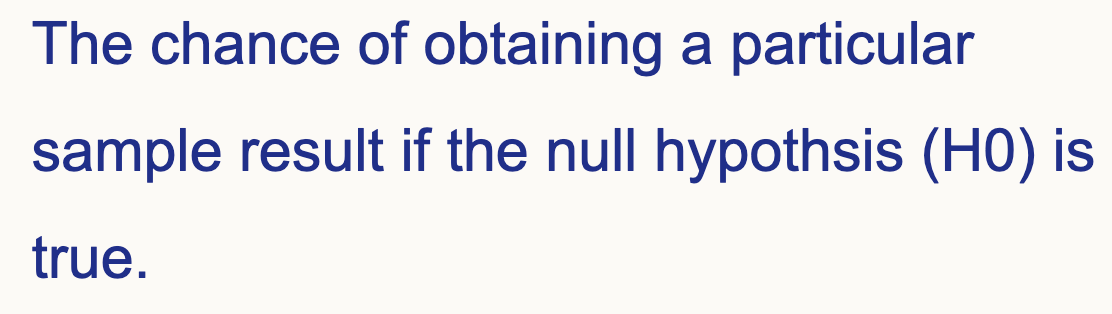 The chance of obtaining a particular
sample result if the null hypothsis (H0) is
true.